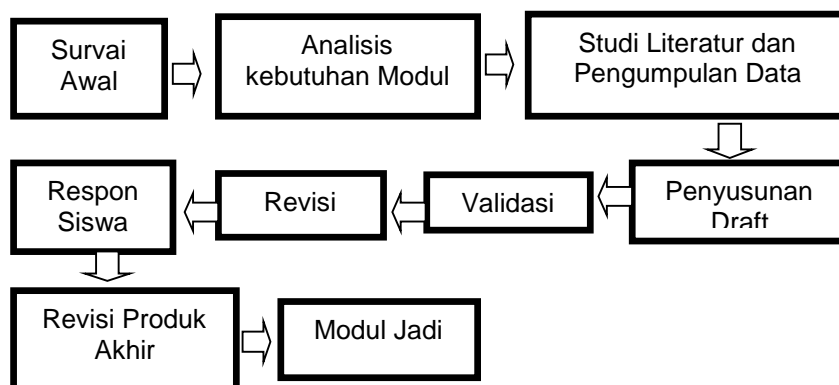 Survai
Awal
Analisis
kebutuhan Modul
Studi Literatur dan
Pengumpulan Data
Penyusunan
Draft
Validasi
Revisi
Respon
Siswa
Revisi Produk
Akhir
Modul Jadi